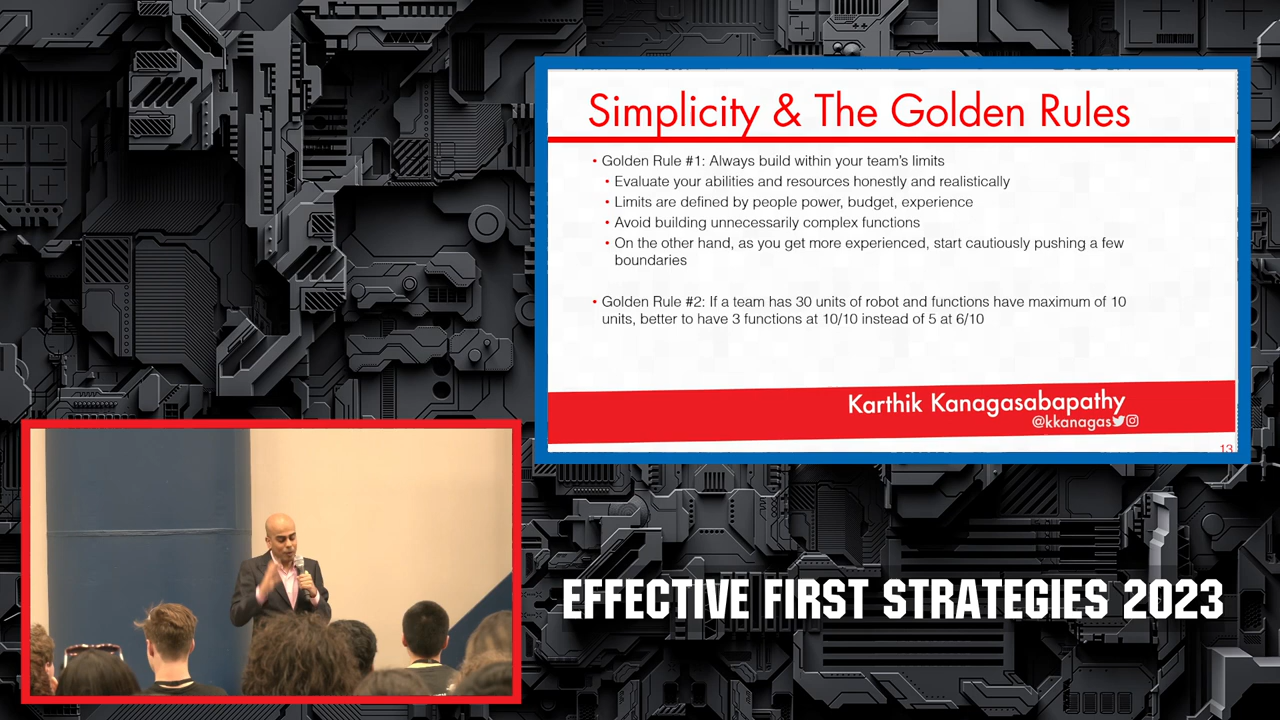 Simplicity & The Golden Rules
• Golden Rule #1: Always build within your team's limits
• Evaluate your abilities and resources honestly and realistically
• Limits are defined by people power, budget, experience
• Avoid building unnecessarily complex functions
• On the other hand, as you get more experienced, start cautiously pushing a few
boundaries
• Golden Rule #2: If a team has 30 units of robot and functions have maximum of 10
units, better to have 3 functions at 10/10 instead of 5 at 6/10
Karthik Kanagasabapathy
@kkanagas
13
EFFECTIVE FIRST STRATEGIES 2023